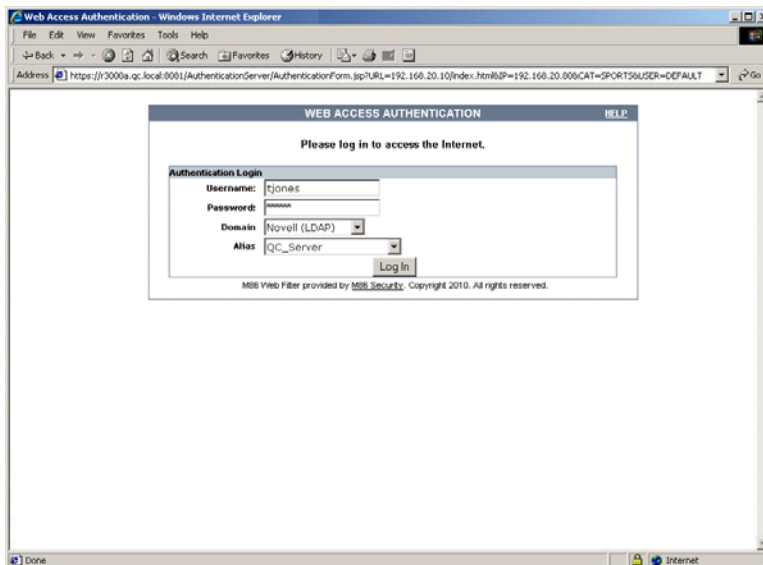 Web Access Authentication - Windows Internet Explorer
File Edit View Favorites Tools Help
Back Search Favorites History
Address https://r3000a.qc.local:8081/AuthenticationServer/AuthenticationForm.jsp?URL=192.168.20.10/index.html&IP=192.168.20.80&CAT=SPORTS&USER=DEFAULT Go
WEB ACCESS AUTHENTICATION HELP
Please log in to access the Internet.
Authentication Login
Username: tjones
Password: ******
Domain Novell (LDAP)
Alias QC_Server
Log In
M86 Web Filter provided by M86 Security. Copyright 2010. All rights reserved.
Done Internet